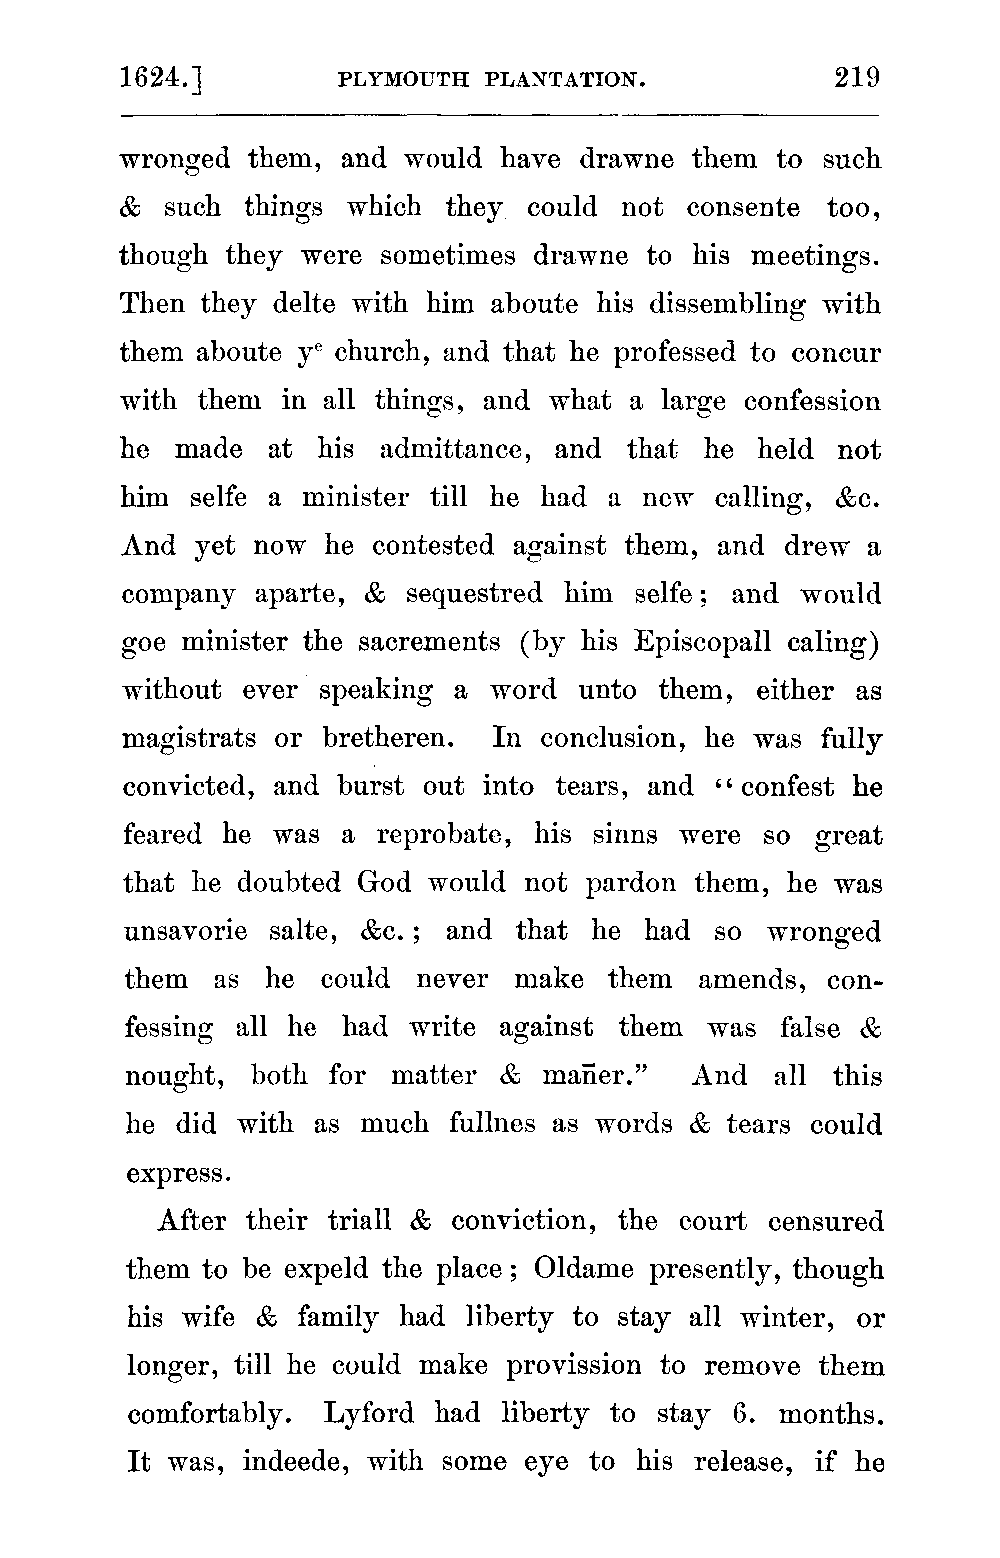 1624.] PLYMOUTH PLANTATION. 219
wronged them, and would have drawne them to such
& such things which they could not consente too,
though they were sometimes drawne to his meetings.
Then they delte with him aboute his dissembling with
them aboute yᵉ church, and that he professed to concur
with them in all things, and what a large confession
he made at his admittance, and that he held not
him selfe a minister till he had a new calling, &c.
And yet now he contested against them, and drew a
company aparte, & sequestred him selfe; and would
goe minister the sacrements (by his Episcopall caling)
without ever speaking a word unto them, either as
magistrats or bretheren. In conclusion, he was fully
convicted, and burst out into tears, and “confest he
feared he was a reprobate, his sinns were so great
that he doubted God would not pardon them, he was
unsavorie salte, &c.; and that he had so wronged
them as he could never make them amends, con-
fessing all he had write against them was false &
nought, both for matter & mañer.” And all this
he did with as much fullnes as words & tears could
express.
After their triall & conviction, the court censured
them to be expeld the place; Oldame presently, though
his wife & family had liberty to stay all winter, or
longer, till he could make provission to remove them
comfortably. Lyford had liberty to stay 6. months.
It was, indeede, with some eye to his release, if he